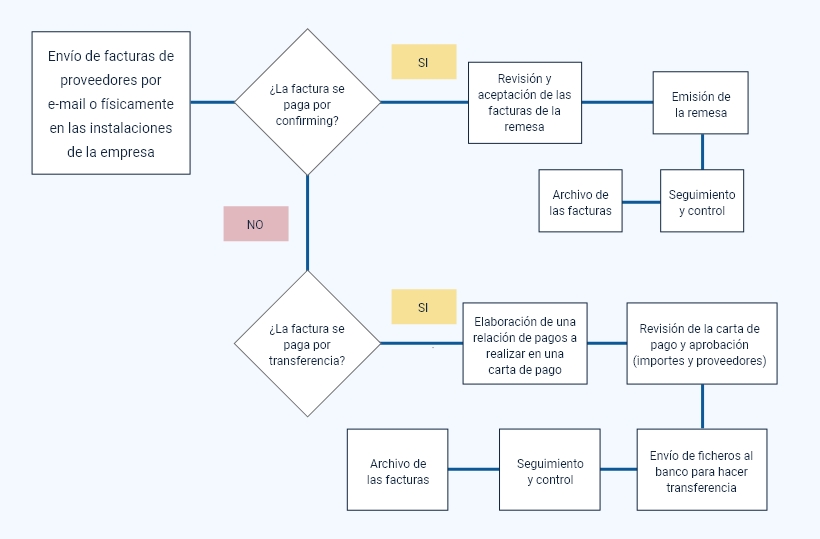 Envío de facturas de
proveedores por
e-mail o físicamente
en las instalaciones
de la empresa
¿La factura se
paga por
confirming?
SI
Revisión y
aceptación de las
facturas de la
remesa
Emisión de
la remesa
Seguimiento
y control
Archivo de
las facturas
NO
¿La factura se
paga por
transferencia?
SI
Elaboración de una
relación de pagos a
realizar en una
carta de pago
Revisión de la carta de
pago y aprobación
(importes y proveedores)
Envío de ficheros al
banco para hacer
transferencia
Seguimiento
y control
Archivo de
las facturas